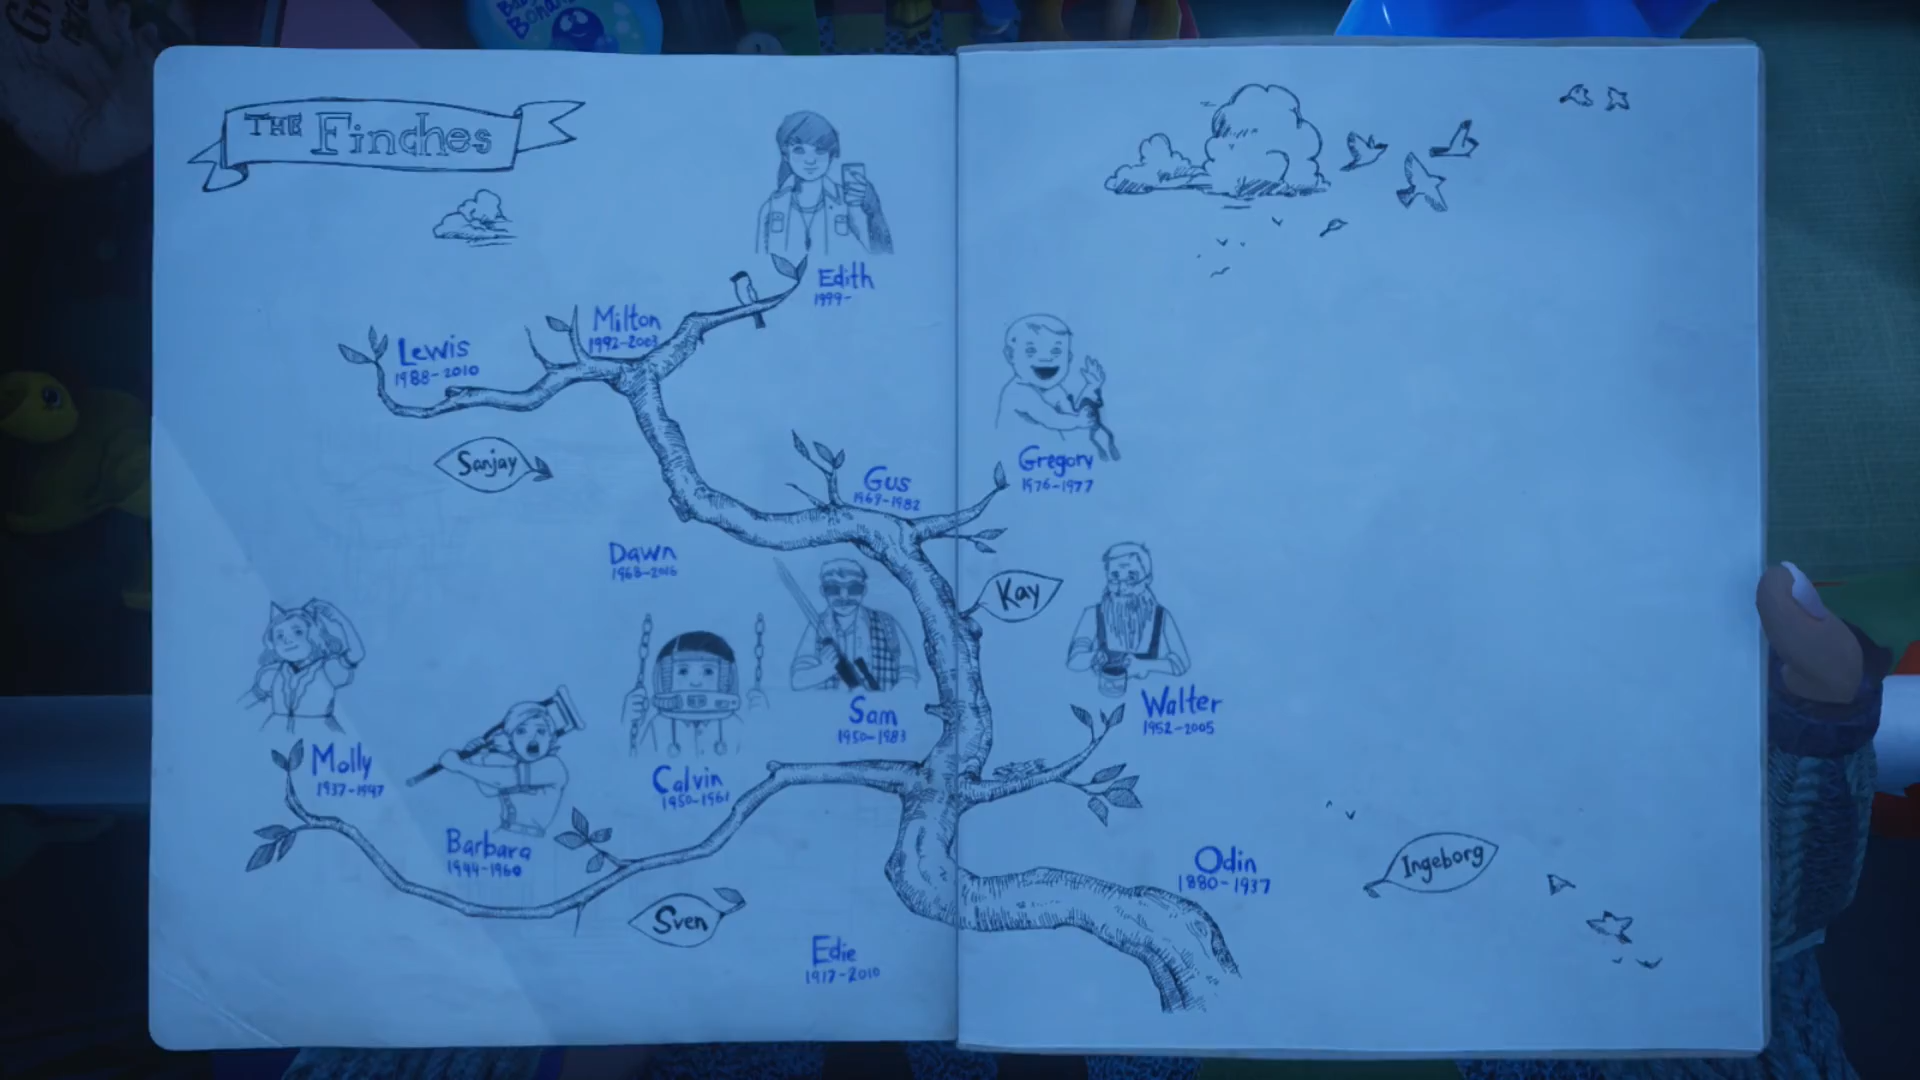 THE Finches
Edith
1999-
Milton
1992-2003
Lewis
1988-2010
Sanjay
Gus
1969-1982
Gregory
1976-1977
Dawn
1968-2016
Kay
Sam
1950-1983
Walter
1952-2005
Molly
1937-1947
Calvin
1950-1961
Barbara
1944-1960
Odin
1880-1937
Ingeborg
Sven
Edie
1917-2010